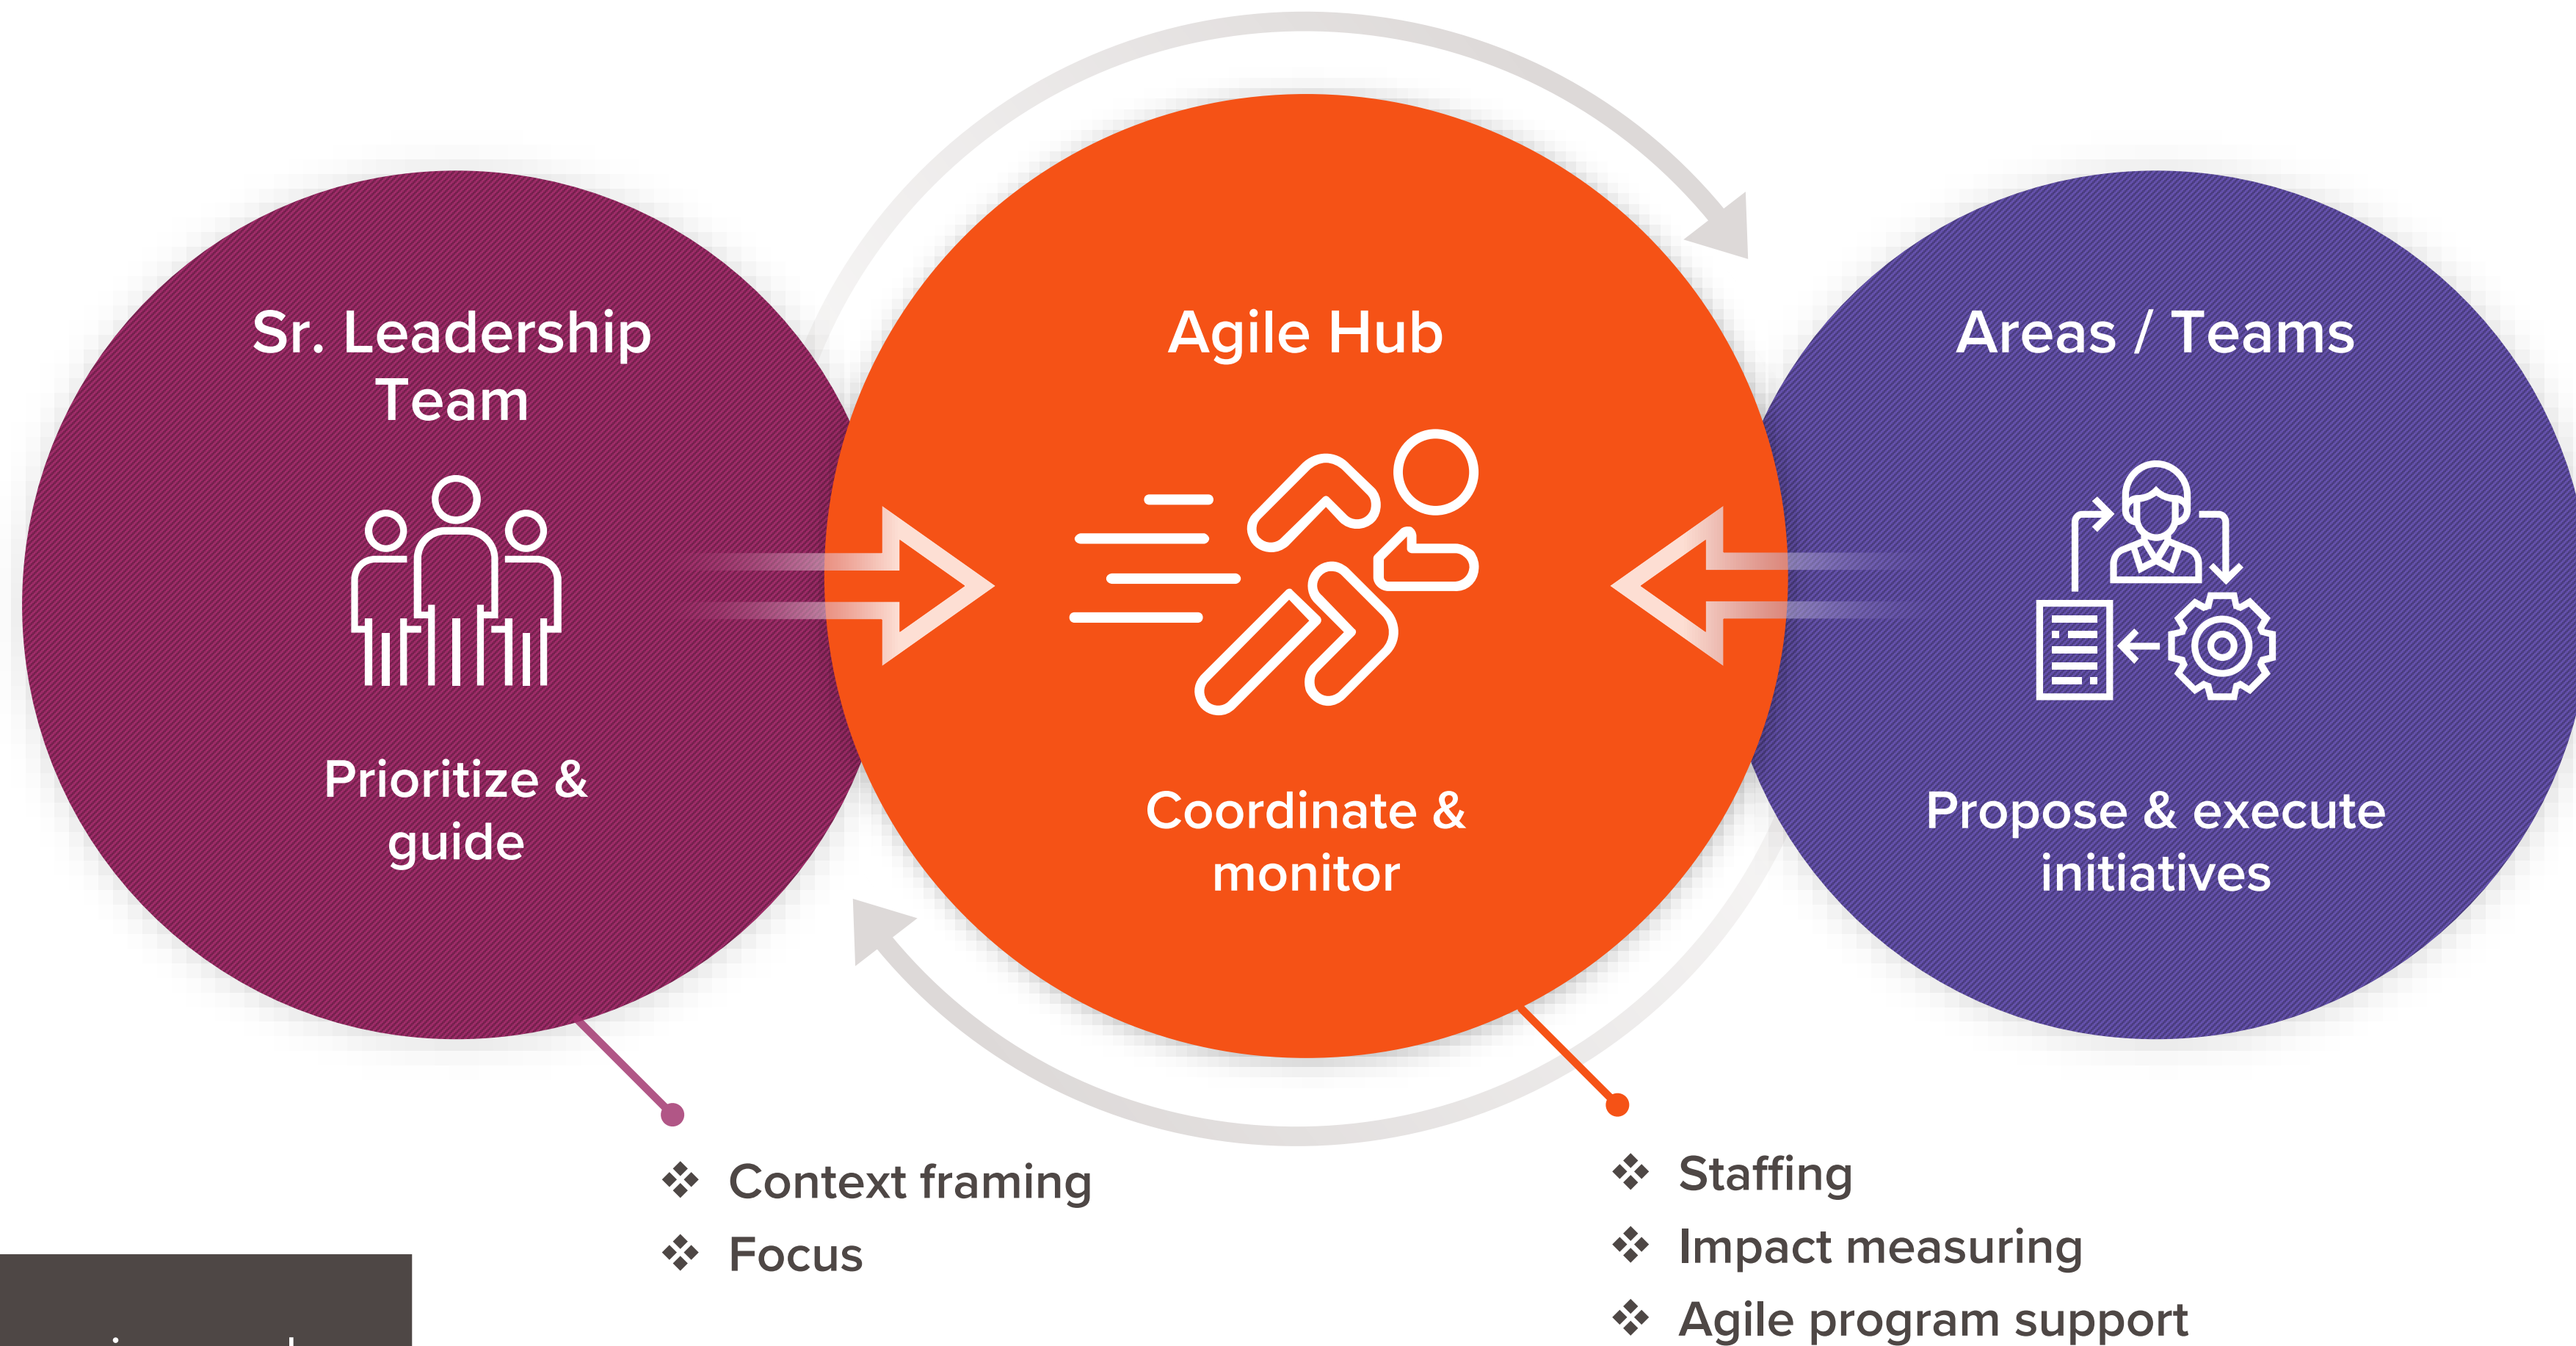 Sr. Leadership
Team
Prioritize &
guide
Agile Hub
Coordinate &
monitor
Areas / Teams
Propose & execute
initiatives
❖ Context framing
❖ Focus
❖ Staffing
❖ Impact measuring
❖ Agile program support